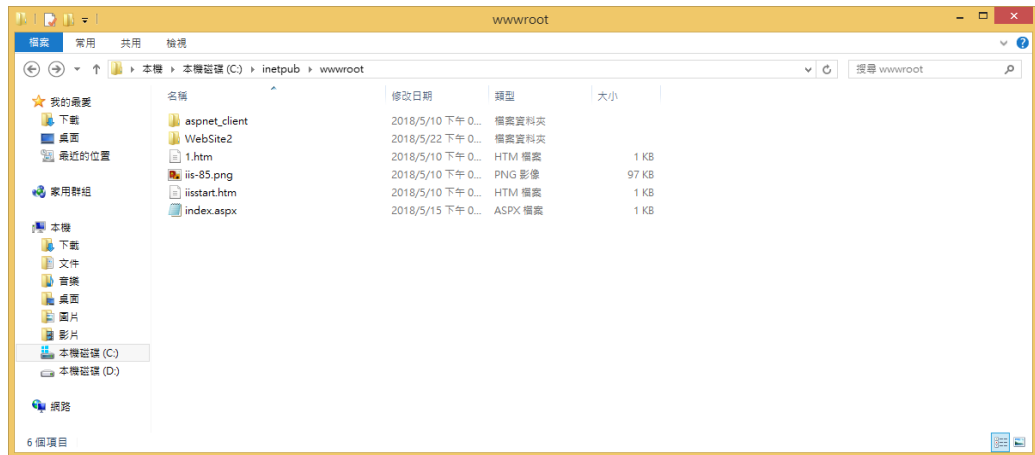 wwwroot
檔案 常用 共用 檢視
本機 本機磁碟 (C:) inetpub wwwroot 搜尋 wwwroot
名稱 修改日期 類型 大小
aspnet_client 2018/5/10 下午 0... 檔案資料夾
WebSite2 2018/5/22 下午 0... 檔案資料夾
1.htm 2018/5/10 下午 0... HTM 檔案 1 KB
iis-85.png 2018/5/10 下午 0... PNG 影像 97 KB
iisstart.htm 2018/5/10 下午 0... HTM 檔案 1 KB
index.aspx 2018/5/15 下午 0... ASPX 檔案 1 KB
我的最愛
下載
桌面
最近的位置
家用群組
本機
下載
文件
音樂
桌面
圖片
影片
本機磁碟 (C:)
本機磁碟 (D:)
網路
6 個項目